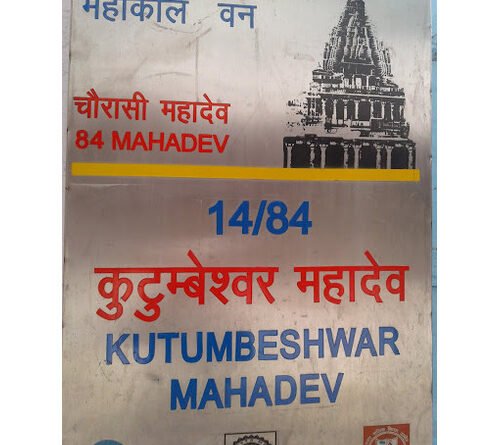 महाकाल वन
चौरासी महादेव
84 MAHADEV
14/84
कुटुम्बेश्वर महादेव
KUTUMBESHWAR
MAHADEV